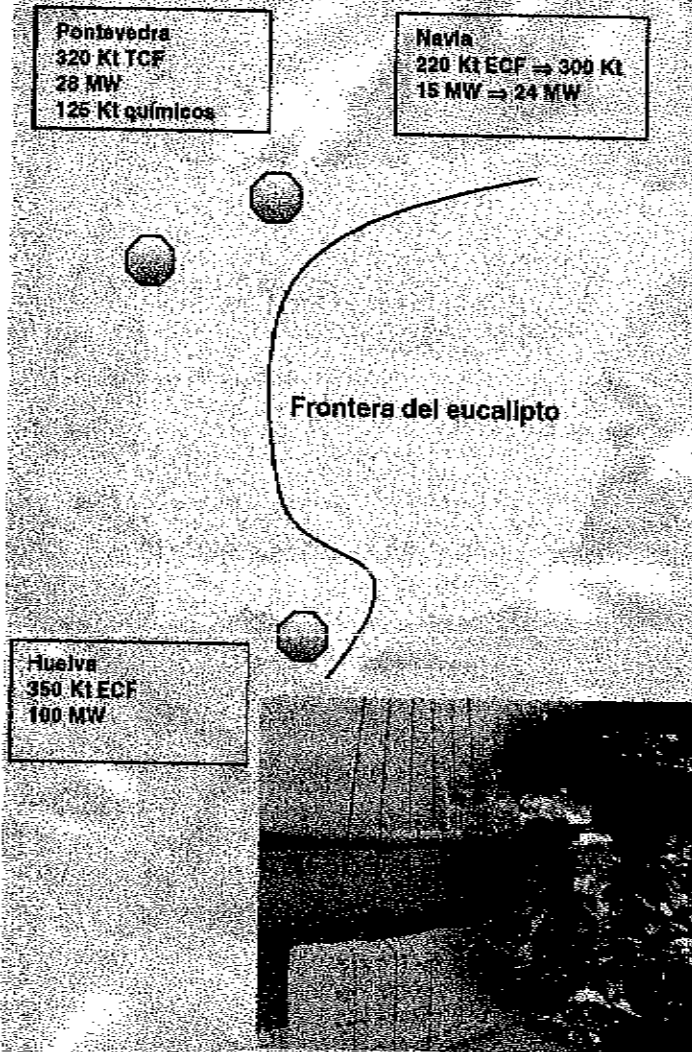 Pontevedra
320 Kt TCF
28 MW
125 Kt químicos
Navia
220 Kt ECF ⇒ 300 Kt
15 MW ⇒ 24 MW
Frontera del eucalipto
Huelva
350 Kt ECF
100 MW